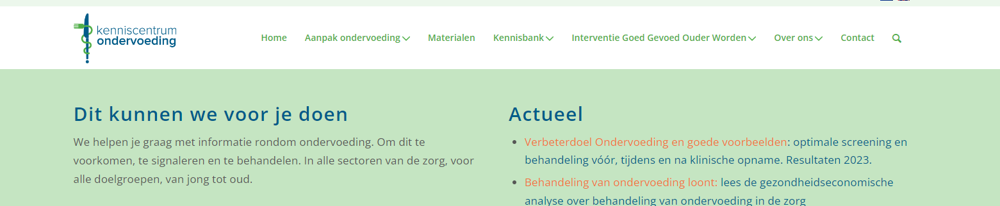 kenniscentrum
ondervoeding
Home Aanpak ondervoeding Materialen Kennisbank Interventie Goed Gevoed Ouder Worden Over ons Contact
Dit kunnen we voor je doen
We helpen je graag met informatie rondom ondervoeding. Om dit te
voorkomen, te signaleren en te behandelen. In alle sectoren van de zorg, voor
alle doelgroepen, van jong tot oud.
Actueel
• Verbeterdoel Ondervoeding en goede voorbeelden: optimale screening en
behandeling vóór, tijdens en na klinische opname. Resultaten 2023.
• Behandeling van ondervoeding loont: lees de gezondheidseconomische
analyse over behandeling van ondervoeding in de zorg